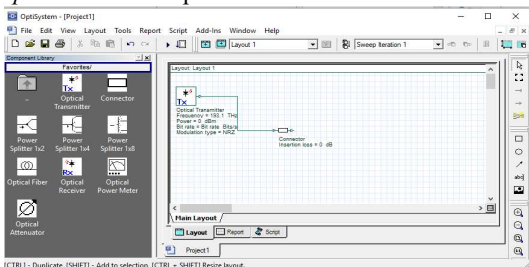 OptiSystem - [Project1]
File Edit View Layout Tools Report Script Add-Ins Window Help
Layout 1 Sweep Iteration 1
Component Library
Favorites/
.. Optical Transmitter Connector
Tx
Power Splitter 1x2 Power Splitter 1x4 Power Splitter 1x8
Rx
Optical Fiber Optical Receiver Optical Power Meter
Optical Attenuator
Layout: Layout 1
Tx
Optical Transmitter
Frequency = 193.1 THz
Power = 0 dBm
Bit rate = Bit rate Bits/s
Modulation type = NRZ
Connector
Insertion loss = 0 dB
abc
Main Layout
Layout Report Script
Project1
[CTRL] - Duplicate, [SHIFT] - Add to selection, [CTRL + SHIFT] Resize layout.